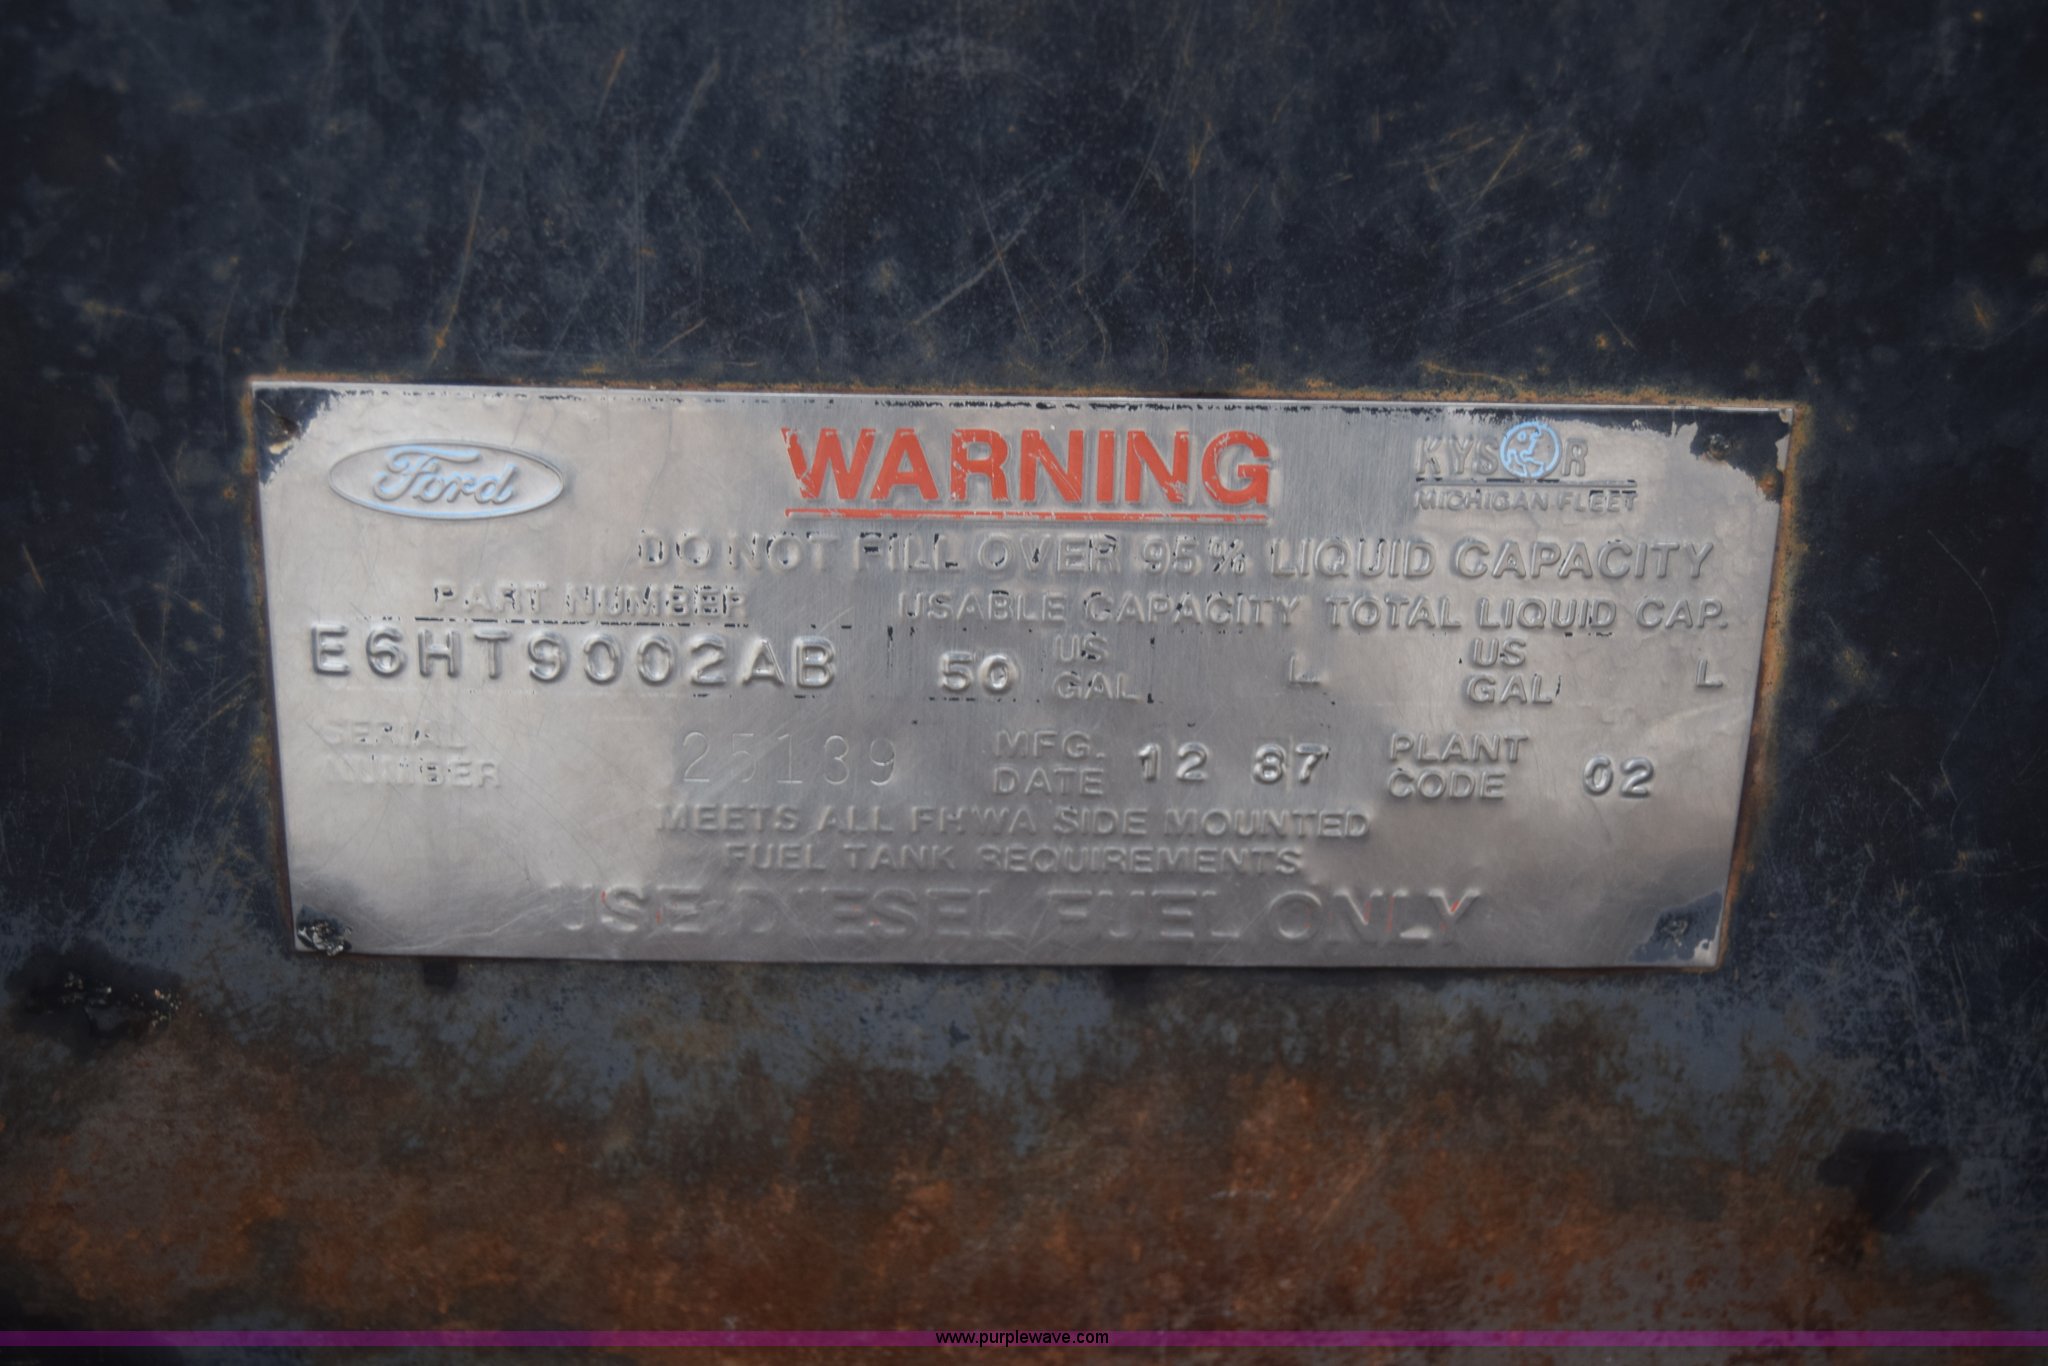 Ford
WARNING
KYSOR
MICHIGAN FLEET
DO NOT FILL OVER 95% LIQUID CAPACITY
PART NUMBER USABLE CAPACITY TOTAL LIQUID CAP.
E6HT9002AB 50 US GAL L US GAL L
SERIAL NUMBER 25139 MFG. DATE 12 87 PLANT CODE 02
MEETS ALL FHWA SIDE MOUNTED
FUEL TANK REQUIREMENTS
USE DIESEL FUEL ONLY
www.purplewave.com